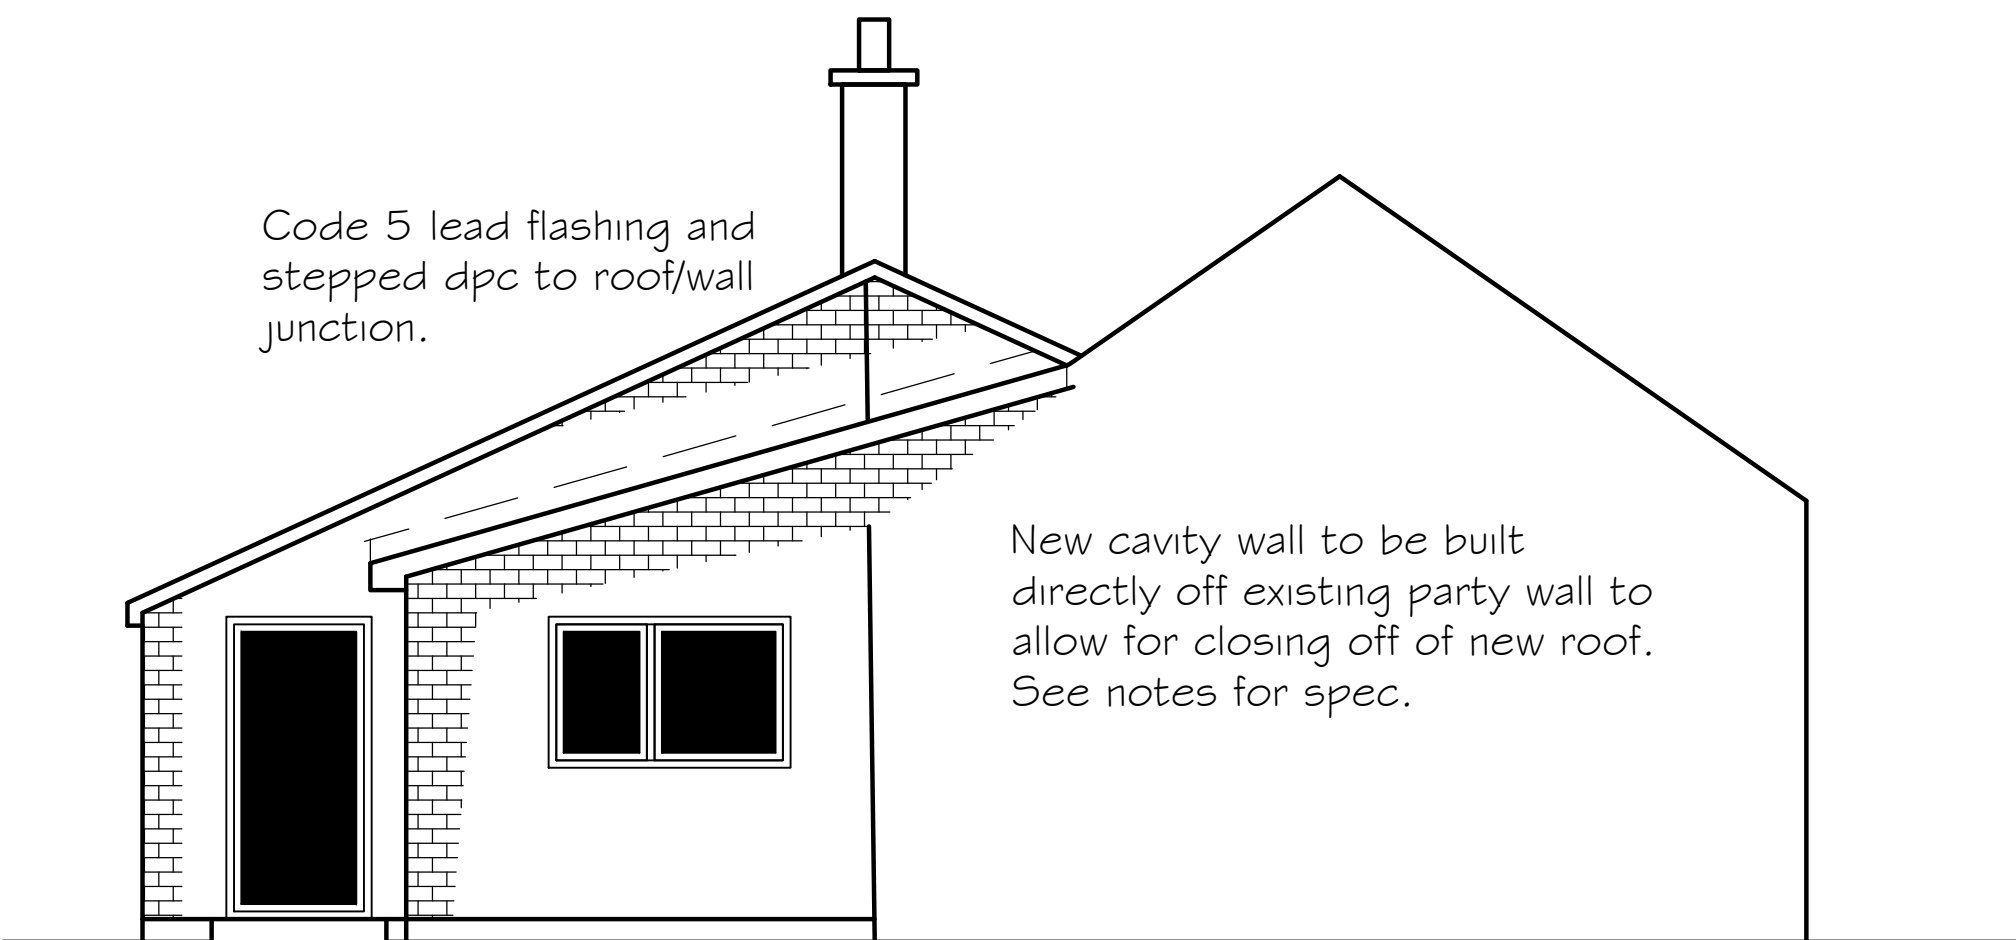 Code 5 lead flashing and
stepped dpc to roof/wall
junction.
New cavity wall to be built
directly off existing party wall to
allow for closing off of new roof.
See notes for spec.